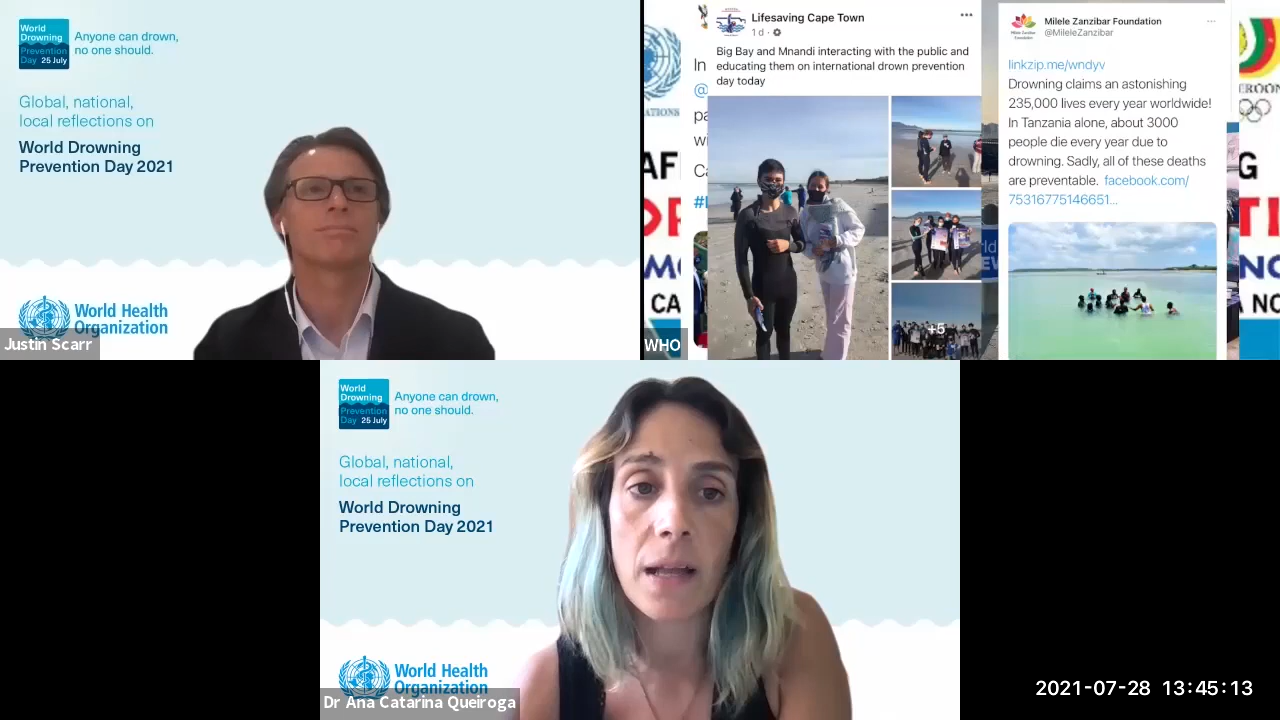 World
Drowning
Prevention
Day 25 July
Anyone can drown,
no one should.
Global, national,
local reflections on
World Drowning
Prevention Day 2021
World Health
Organization
Justin Scarr
Lifesaving Cape Town
1 d
Big Bay and Mnandi interacting with the public and
educating them on international drown prevention
day today
+5
WHO
In
@
wi
Ca
Milele Zanzibar Foundation
@MileleZanzibar
linkzip.me/wndyv
Drowning claims an astonishing
235,000 lives every year worldwide!
In Tanzania alone, about 3000
people die every year due to
drowning. Sadly, all of these deaths
are preventable. facebook.com/
75316775146651...
World
Drowning
Prevention
Day 25 July
Anyone can drown,
no one should.
Global, national,
local reflections on
World Drowning
Prevention Day 2021
World Health
Organization
Dr Ana Catarina Queiroga
2021-07-28 13:45:13